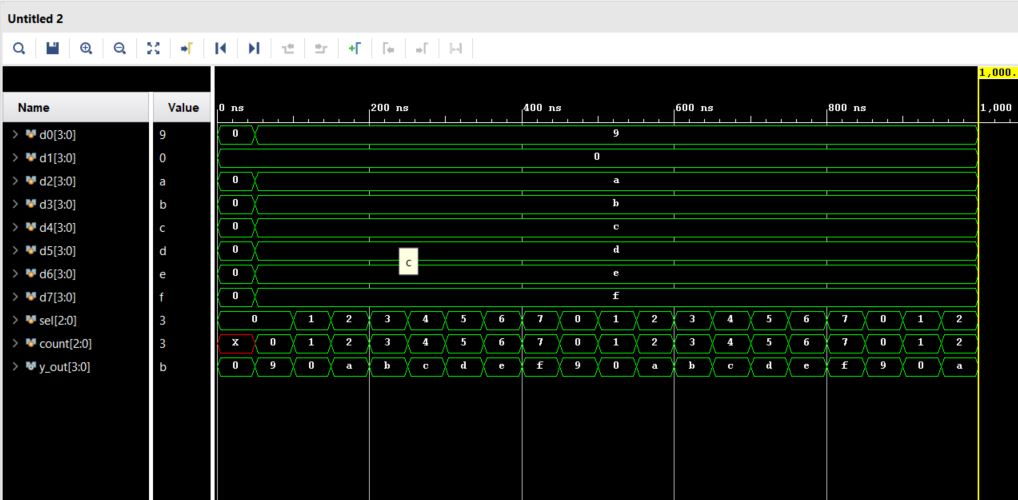 Untitled 2
1,000.
Name Value 0 ns 200 ns 400 ns 600 ns 800 ns 1,000
d0[3:0] 9 0 9
d1[3:0] 0 0
d2[3:0] a 0 a
d3[3:0] b 0 b
d4[3:0] c 0 c
d5[3:0] d 0 d
c
d6[3:0] e 0 e
d7[3:0] f 0 f
sel[2:0] 3 0 1 2 3 4 5 6 7 0 1 2 3 4 5 6 7 0 1 2
count[2:0] 3 X 0 1 2 3 4 5 6 7 0 1 2 3 4 5 6 7 0 1 2
y_out[3:0] b 0 9 0 a b c d e f 9 0 a b c d e f 9 0 a